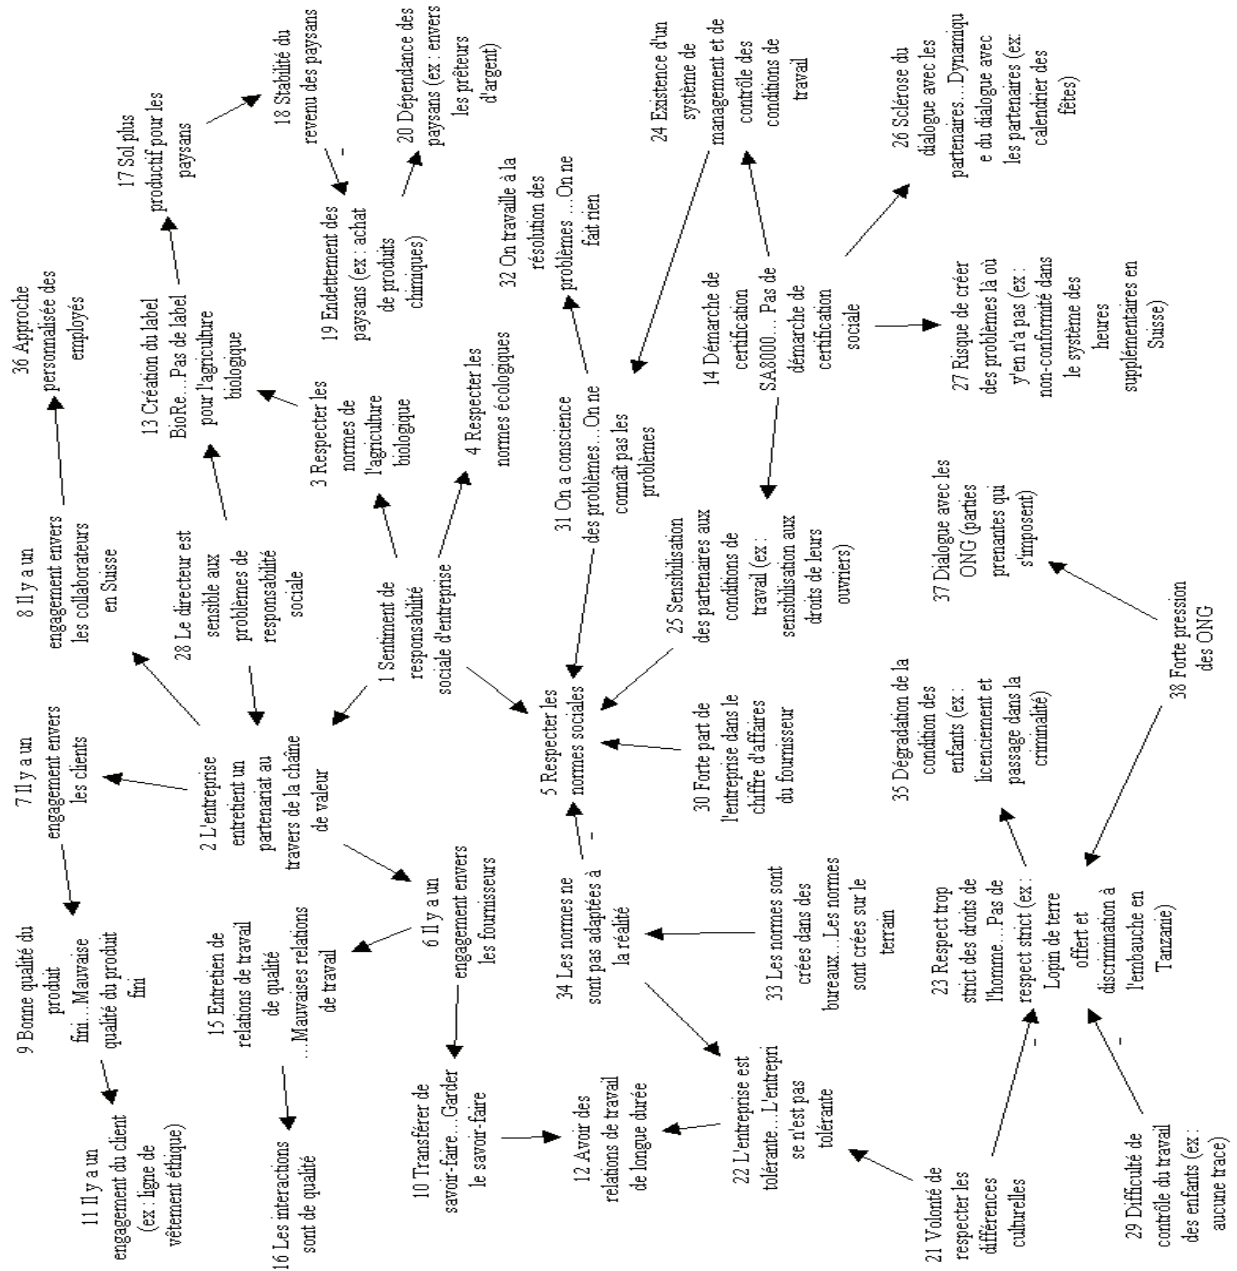 11 Il y a un
engagement du client
(ex : ligne de
vêtement éthique)
9 Bonne qualité du
produit
fini...Mauvaise
qualité du produit
fini
7 Il y a un
engagement envers
les clients
8 Il y a un
engagement envers
les collaborateurs
en Suisse
36 Approche
personnalisée des
employés
16 Les interactions
sont de qualité
15 Entretien de
relations de travail
de qualité
...Mauvaises relations
de travail
2 L'entreprise
entretient un
partenariat au
travers de la chaîne
de valeur
28 Le directeur est
sensible aux
problèmes de
responsabilité
sociale
13 Création du label
BioRe...Pas de label
pour l'agriculture
biologique
17 Sol plus
productif pour les
paysans
18 Stabilité du
revenu des paysans
10 Transférer de
savoir-faire...Garder
le savoir-faire
6 Il y a un
engagement envers
les fournisseurs
1 Sentiment de
responsabilité
sociale d'entreprise
3 Respecter les
normes de
l'agriculture
biologique
19 Endettement des
paysans (ex : achat
de produits
chimiques)
-
20 Dépendance des
paysans (ex : envers
les prêteurs
d'argent)
4 Respecter les
normes écologiques
12 Avoir des
relations de travail
de longue durée
34 Les normes ne
sont pas adaptées à
la réalité
-
5 Respecter les
normes sociales
31 On a conscience
des problèmes...On ne
connaît pas les
problèmes
32 On travaille à la
résolution des
problèmes ...On ne
fait rien
22 L'entreprise est
tolérante...L'entrepri
se n'est pas
tolérante
33 Les normes sont
crées dans des
bureaux...Les normes
sont crées sur le
terrain
30 Forte part de
l'entreprise dans le
chiffre d'affaires
du fournisseur
25 Sensibilisation
des partenaires aux
conditions de
travail (ex :
sensibilisation aux
droits de leurs
ouvriers)
14 Démarche de
certification
SA8000...Pas de
démarche de
certification
sociale
24 Existence d'un
système de
management et de
contrôle des
conditions de
travail
21 Volonté de
respecter les
différences
culturelles
-
23 Respect trop
strict des droits de
l'homme...Pas de
respect strict (ex :
Lopin de terre
offert et
discrimination à
l'embauche en
Tanzanie)
35 Dégradation de la
condition des
enfants (ex :
licenciement et
passage dans la
criminalité)
37 Dialogue avec les
ONG (parties
prenantes qui
s'imposent)
27 Risque de créer
des problèmes là où
y'en n'a pas (ex :
non-conformité dans
le système des
heures
supplémentaires en
Suisse)
26 Sclérose du
dialogue avec les
partenaires...Dynamiqu
e du dialogue avec
les partenaires (ex:
calendrier des
fêtes)
29 Difficulté de
contrôle du travail
des enfants (ex :
aucune trace)
-
38 Forte pression
des ONG